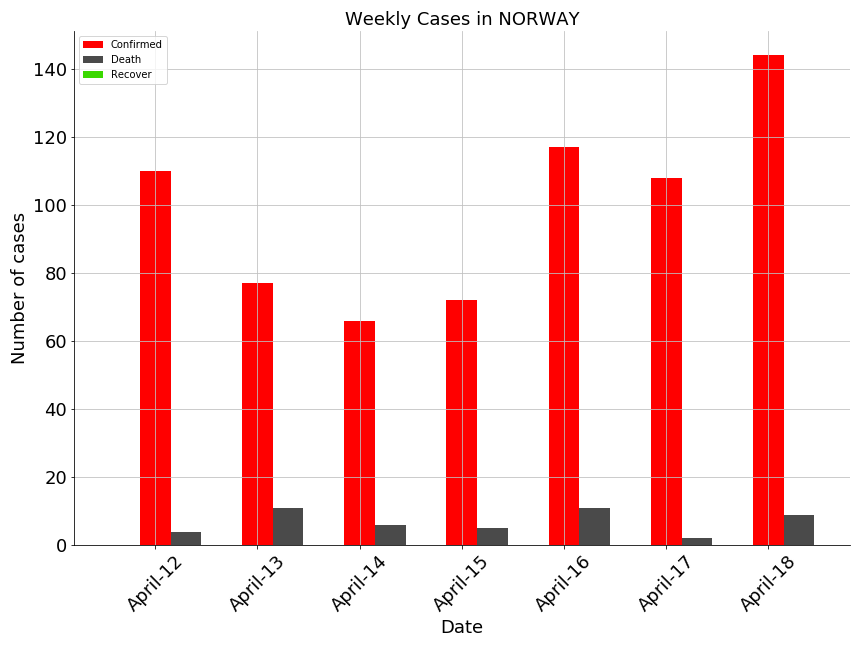 Weekly Cases in NORWAY
Confirmed
Death
Recover
Number of cases
140
120
100
80
60
40
20
0
April-12
April-13
April-14
April-15
April-16
April-17
April-18
Date